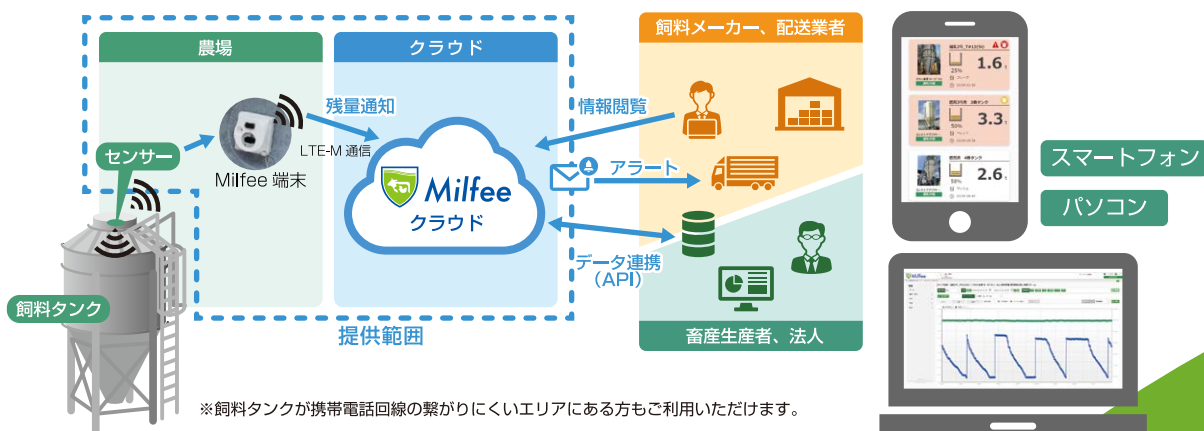 農場
クラウド
飼料メーカー、配送業者
残量通知
LTE-M 通信
情報閲覧
センサー
Milfee 端末
Milfee
クラウド
アラート
データ連携
(API)
飼料タンク
提供範囲
畜産生産者、法人
※飼料タンクが携帯電話回線の繋がりにくいエリアにある方もご利用いただけます。
1.6
25%
3.3
50%
2.6
50%
スマートフォン
パソコン
Milfee